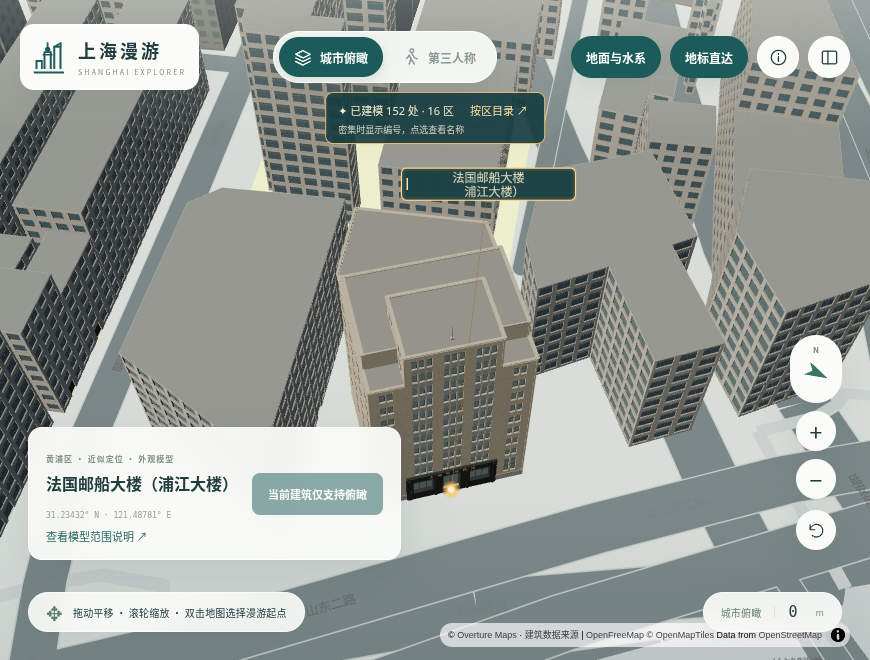 上海漫游
SHANGHAI EXPLORER
城市俯瞰
第三人称
地面与水系
地标直达
✦ 已建模 152 处 · 16 区 按区目录 ↗
密集时显示编号，点选查看名称
法国邮船大楼
浦江大楼）
N
黄浦区 · 近似定位 · 外观模型
法国邮船大楼（浦江大楼）
当前建筑仅支持俯瞰
31.23432° N · 121.48781° E
查看模型范围说明 ↗
+
−
山东二路
拖动平移 · 滚轮缩放 · 双击地图选择漫游起点
城市俯瞰 0 m
© Overture Maps · 建筑数据来源 | OpenFreeMap © OpenMapTiles Data from OpenStreetMap